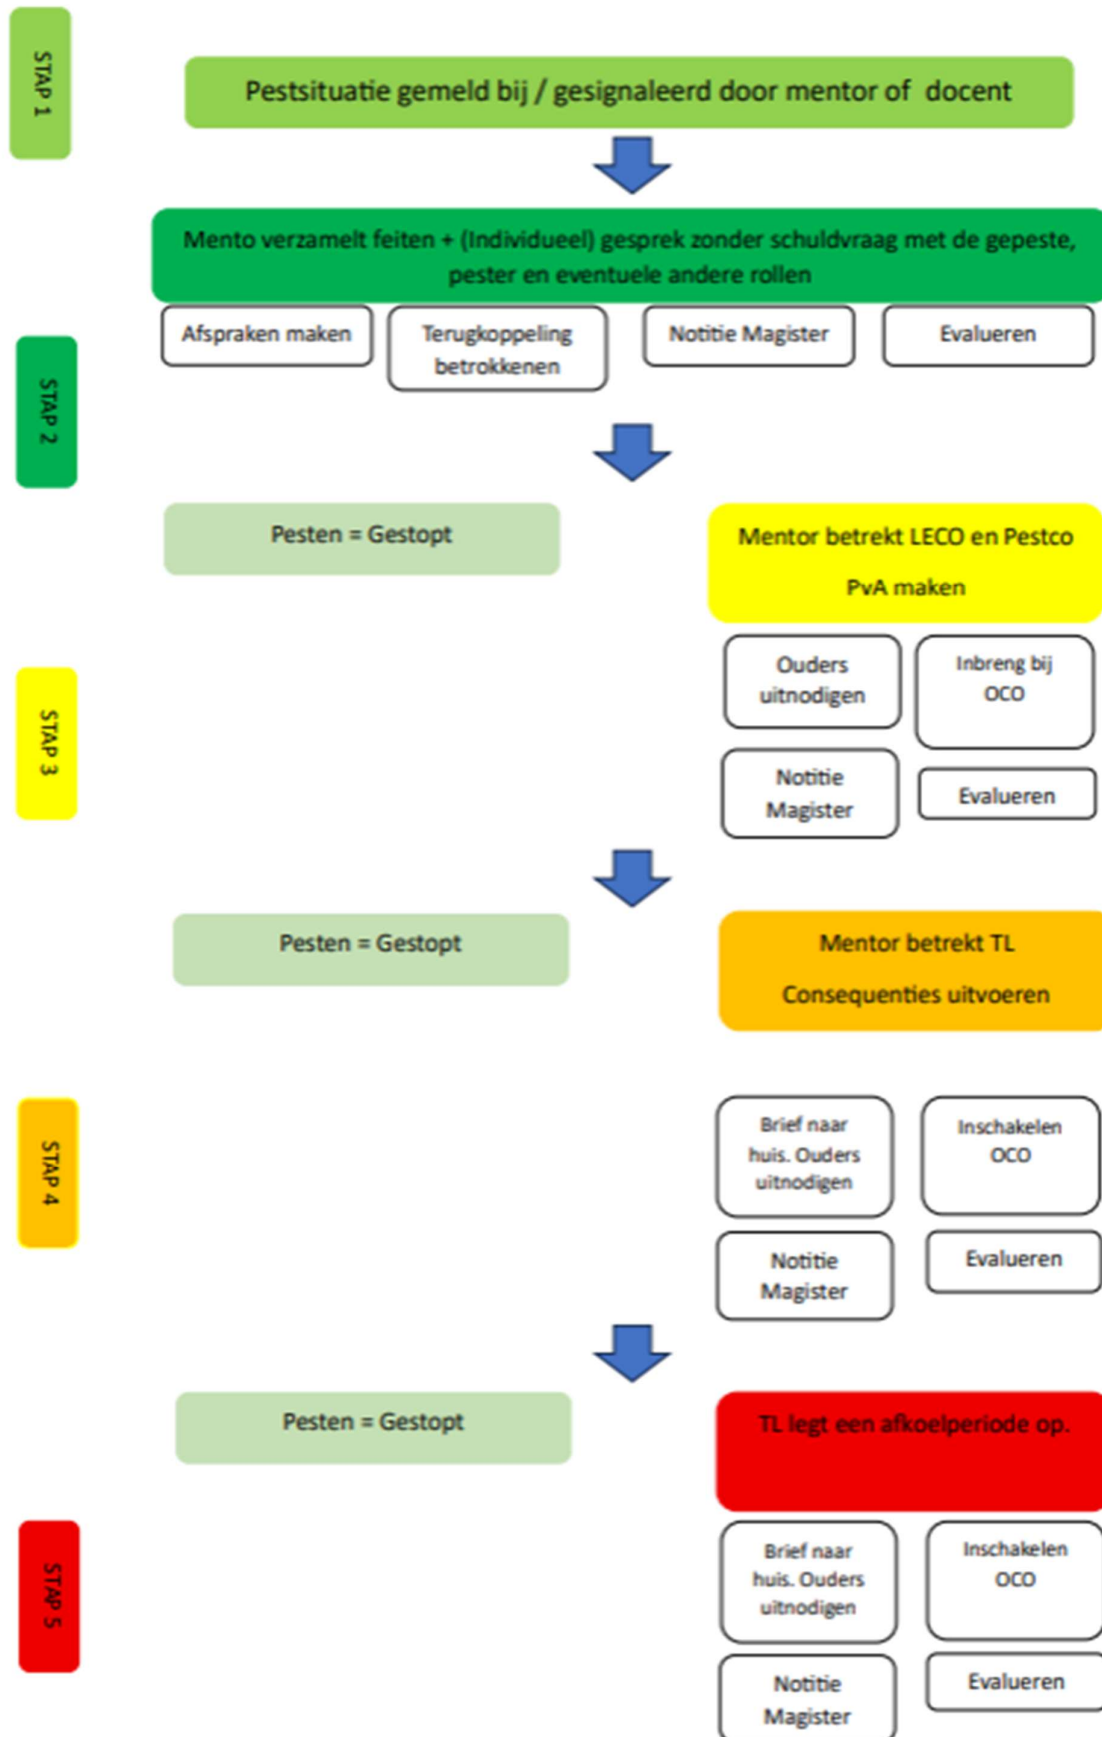 STAP 1
Pestsituatie gemeld bij / gesignaleerd door mentor of docent
Mento verzamelt feiten + (Individueel) gesprek zonder schuldvraag met de gepeste,
pester en eventuele andere rollen
Afspraken maken
Terugkoppeling
betrokkenen
Notitie Magister
Evalueren
STAP 2
Pesten = Gestopt
Mentor betrekt LECO en Pestco
PvA maken
STAP 3
Ouders
uitnodigen
Inbreng bij
OCO
Notitie
Magister
Evalueren
Pesten = Gestopt
Mentor betrekt TL
Consequenties uitvoeren
STAP 4
Brief naar
huis. Ouders
uitnodigen
Inschakelen
OCO
Notitie
Magister
Evalueren
Pesten = Gestopt
TL legt een afkoelperiode op.
STAP 5
Brief naar
huis. Ouders
uitnodigen
Inschakelen
OCO
Notitie
Magister
Evalueren